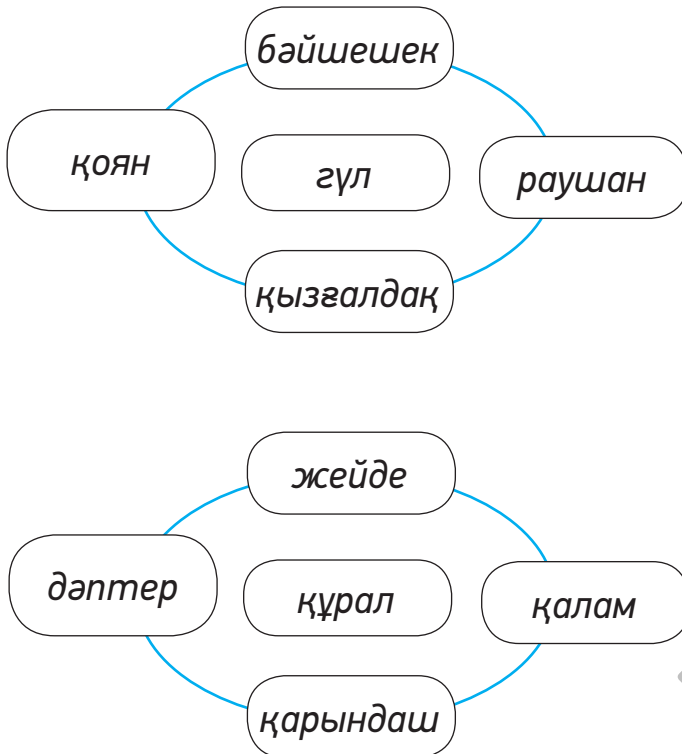 бәйшешек
қоян
гүл
раушан
қызғалдақ
жейде
дәптер
құрал
қалам
қарындаш